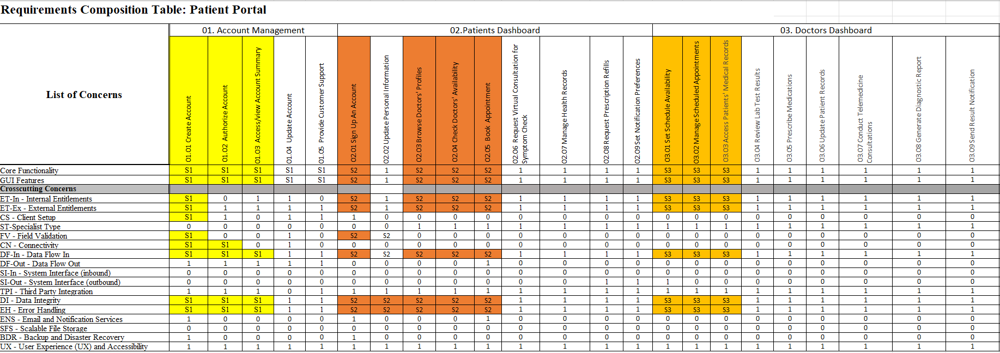 Requirements Composition Table: Patient Portal
01. Account Management 02.Patients Dashboard 03. Doctors Dashboard
List of Concerns
01.01 Create Account
01.02 Authorize Account
01.03 Access/view Account Summary
01.04 Update Account
01.05 Provide Customer Support
02.01 Sign Up An Account
02.02 Update Personal Information
02.03 Browse Doctors' Profiles
02.04 Check Doctors' Availability
02.05 Book Appointment
02.06 Request Virtual Consultation for
Symptom Check
02.07 Manage Health Records
02.08 Request Prescription Refills
02.09 Set Notification Preferences
03.01 Set Schedule Availability
03.02 Manage Scheduled Appointments
03.03 Access Patients' Medical Records
03.04 Review Lab Test Results
03.05 Prescribe Medications
03.06 Update Patient Records
03.07 Conduct Telemedicine
Consultations
03.08 Generate Diagnostic Report
03.09 Send Result Notification
Core Functionality S1 S1 S1 S1 S1 S2 1 S2 S2 S2 1 1 1 1 S3 S3 S3 1 1 1 1 1 1
GUI Features S1 S1 S1 S1 S1 S2 1 S2 S2 S2 1 1 1 1 S3 S3 S3 1 1 1 1 1 1
Crosscutting Concerns
ET-In - Internal Entitlements S1 0 1 1 0 S2 1 S2 S2 S2 1 1 1 1 S3 S3 S3 1 1 1 1 1 1
ET-Ex - External Entitlements S1 1 1 1 1 S2 1 S2 S2 S2 1 1 1 1 S3 S3 S3 1 1 1 1 1 1
CS - Client Setup S1 1 0 1 1 1 0 0 0 0 0 0 0 0 0 0 0 0 0 0 0 0 0
ST-Specialist Type 0 0 0 0 0 0 0 1 1 1 1 1 1 1 1 1 1 1 1 1 1 1 1
FV - Field Validation S1 0 0 1 0 S2 S2 0 0 0 0 0 0 0 0 0 0 0 0 0 0 0 0
CN - Connectivity S1 S1 0 1 0 0 0 0 0 0 0 0 0 0 0 0 0 0 0 0 0 0 0
DF-In - Data Flow In S1 S1 S1 1 1 S2 S2 S2 S2 S2 1 1 1 1 S3 S3 S3 1 1 1 1 1 1
DF-Out - Data Flow Out 1 1 1 1 1 0 0 0 0 1 0 0 0 0 0 0 0 0 0 0 0 0 0
SI-In - System Interface (inbound) 0 0 0 0 0 0 0 0 0 0 0 0 0 0 0 0 0 0 0 0 0 0 0
SI-Out - System Interface (outbound) 0 0 0 0 0 0 0 0 0 0 0 0 1 1 1 0 0 0 0 0 0 0 0
TPI - Third Party Integration 1 1 1 0 1 1 1 1 1 1 1 1 1 1 1 1 1 1 1 1 1 1 1
DI - Data Integrity S1 S1 S1 1 1 S2 S2 S2 S2 S2 1 1 1 1 S3 S3 S3 1 1 1 1 1 1
EH - Error Handling S1 S1 S1 1 1 S2 S2 S2 S2 S2 1 1 1 1 S3 S3 S3 1 1 1 1 1 1
ENS - Email and Notification Services 1 0 0 0 0 1 0 0 0 1 0 0 0 0 0 0 0 0 0 0 0 0 0
SFS - Scalable File Storage 0 0 0 0 0 0 0 0 0 0 0 0 0 0 0 0 0 0 0 0 0 0 0
BDR - Backup and Disaster Recovery 1 0 0 0 0 1 0 0 0 0 0 0 0 0 0 0 0 0 0 0 0 0 0
UX - User Experience (UX) and Accessibility 1 1 1 1 1 1 1 1 1 1 1 1 1 1 1 1 1 1 1 1 1 1 1